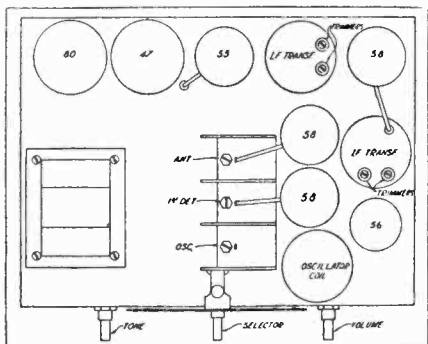 TRIMMERS
80
47
55
I.F. TRANSF
58
58
ANT
I.F. TRANSF
1st DET.
58
TRIMMERS
56
OSC.
OSCILLATOR COIL
TONE
SELECTOR
VOLUME